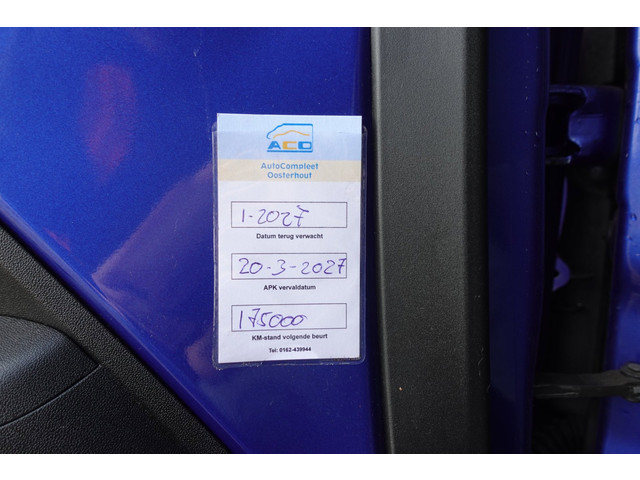 ACO
AutoCompleet
Oosterhout
1-2027
Datum terug verwacht
20-3-2027
APK vervaldatum
175000
KM-stand volgende beurt
Tel: 0162-439944